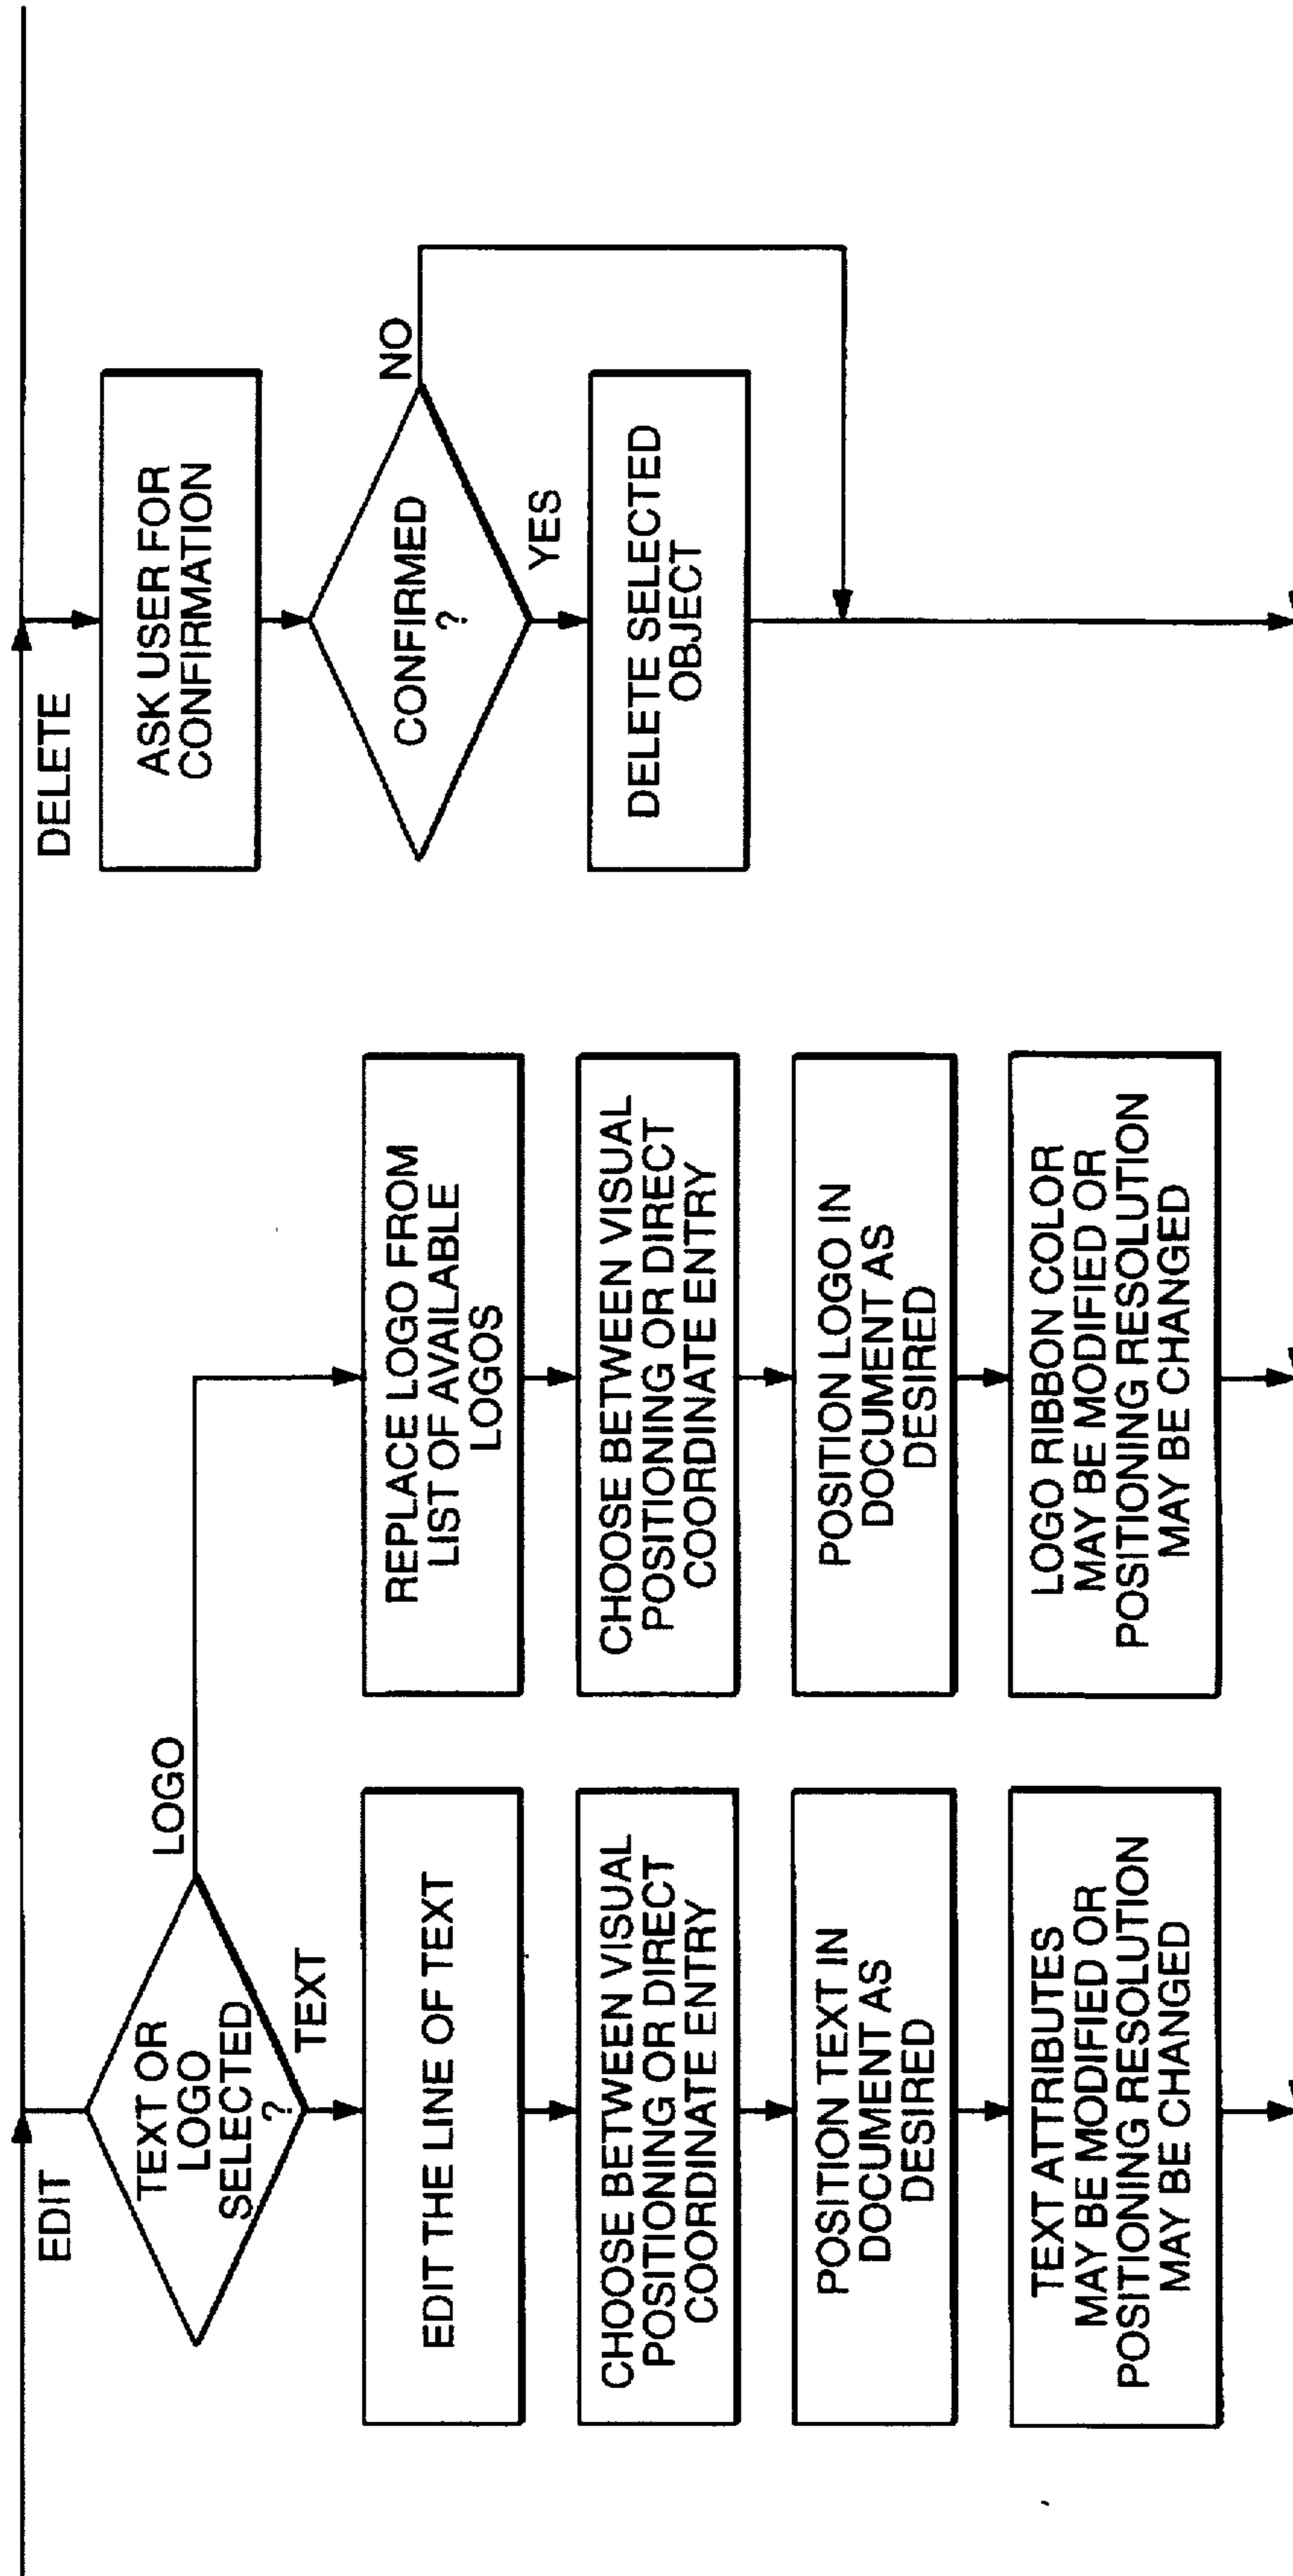 EDIT
TEXT OR
LOGO
SELECTED
?
LOGO
TEXT
EDIT THE LINE OF TEXT
CHOOSE BETWEEN VISUAL
POSITIONING OR DIRECT
COORDINATE ENTRY
POSITION TEXT IN
DOCUMENT AS
DESIRED
TEXT ATTRIBUTES
MAY BE MODIFIED OR
POSITIONING RESOLUTION
MAY BE CHANGED
REPLACE LOGO FROM
LIST OF AVAILABLE
LOGOS
CHOOSE BETWEEN VISUAL
POSITIONING OR DIRECT
COORDINATE ENTRY
POSITION LOGO IN
DOCUMENT AS
DESIRED
LOGO RIBBON COLOR
MAY BE MODIFIED OR
POSITIONING RESOLUTION
MAY BE CHANGED
DELETE
ASK USER FOR
CONFIRMATION
CONFIRMED
?
NO
YES
DELETE SELECTED
OBJECT